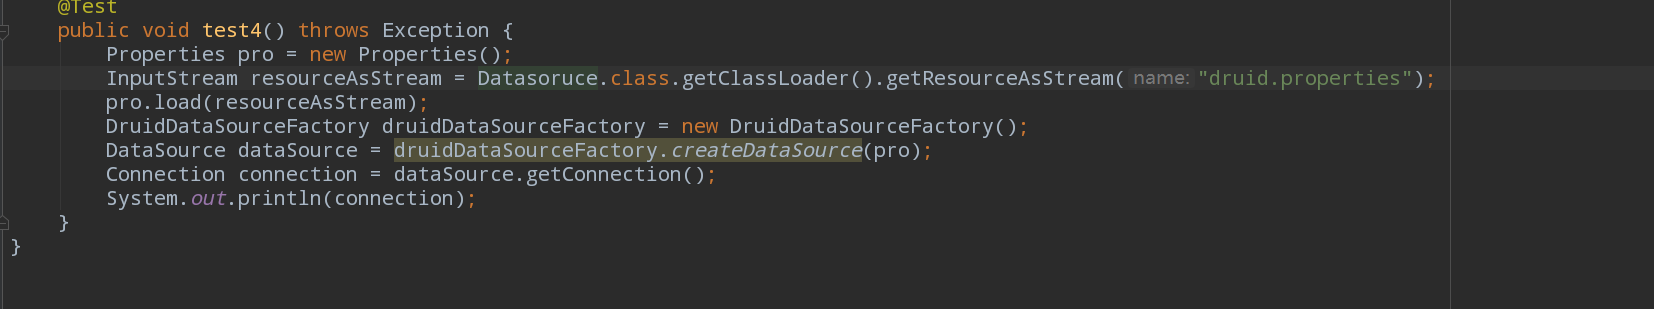 @Test
public void test4() throws Exception {
Properties pro = new Properties();
InputStream resourceAsStream = Datasoruce.class.getClassLoader().getResourceAsStream( name: "druid.properties");
pro.load(resourceAsStream);
DruidDataSourceFactory druidDataSourceFactory = new DruidDataSourceFactory();
DataSource dataSource = druidDataSourceFactory.createDataSource(pro);
Connection connection = dataSource.getConnection();
System.out.println(connection);
}
}